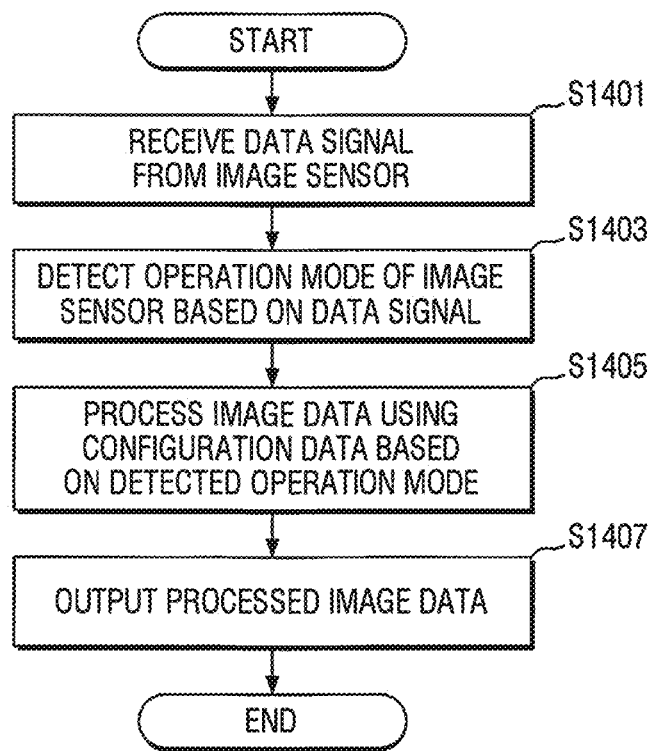 START
S1401
RECEIVE DATA SIGNAL
FROM IMAGE SENSOR
S1403
DETECT OPERATION MODE OF IMAGE
SENSOR BASED ON DATA SIGNAL
S1405
PROCESS IMAGE DATA USING
CONFIGURATION DATA BASED
ON DETECTED OPERATION MODE
S1407
OUTPUT PROCESSED IMAGE DATA
END